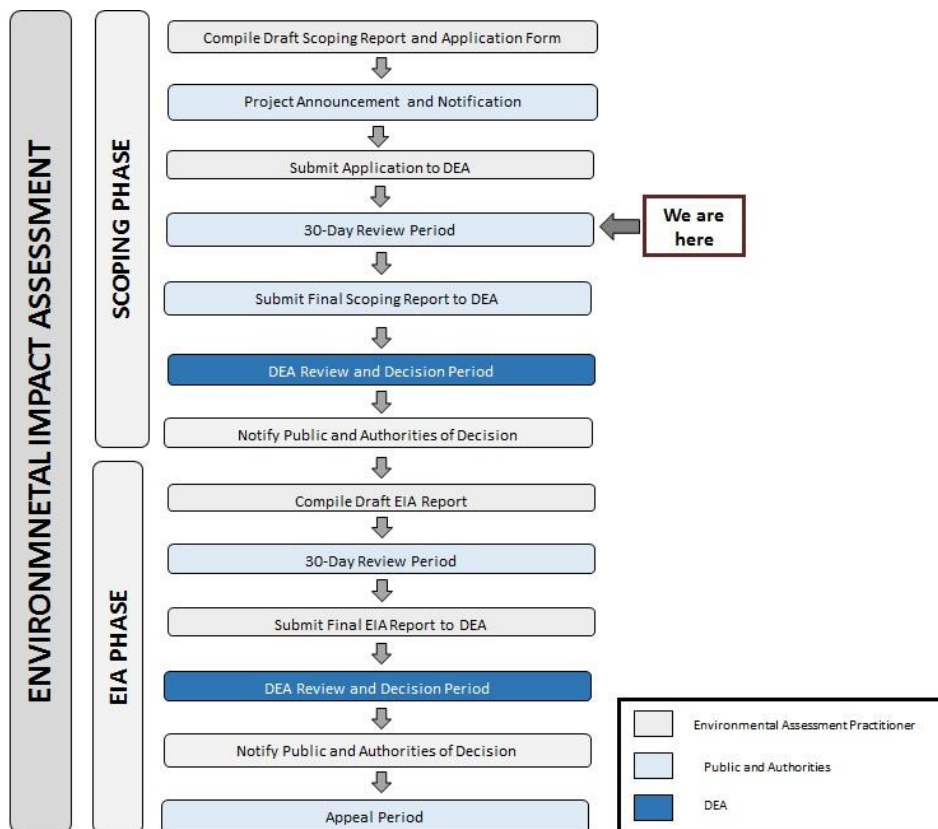 ENVIRONMNETAL IMPACT ASSESSMENT
SCOPING PHASE
Compile Draft Scoping Report and Application Form
Project Announcement and Notification
Submit Application to DEA
30-Day Review Period
We are
here
Submit Final Scoping Report to DEA
DEA Review and Decision Period
Notify Public and Authorities of Decision
EIA PHASE
Compile Draft EIA Report
30-Day Review Period
Submit Final EIA Report to DEA
DEA Review and Decision Period
Notify Public and Authorities of Decision
Appeal Period
Environmental Assessment Practitioner
Public and Authorities
DEA